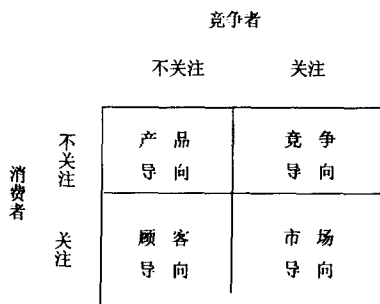 竞争者
不关注 关注
消费者
不关注
产品 竞争
导向 导向
关注
顾客 市场
导向 导向